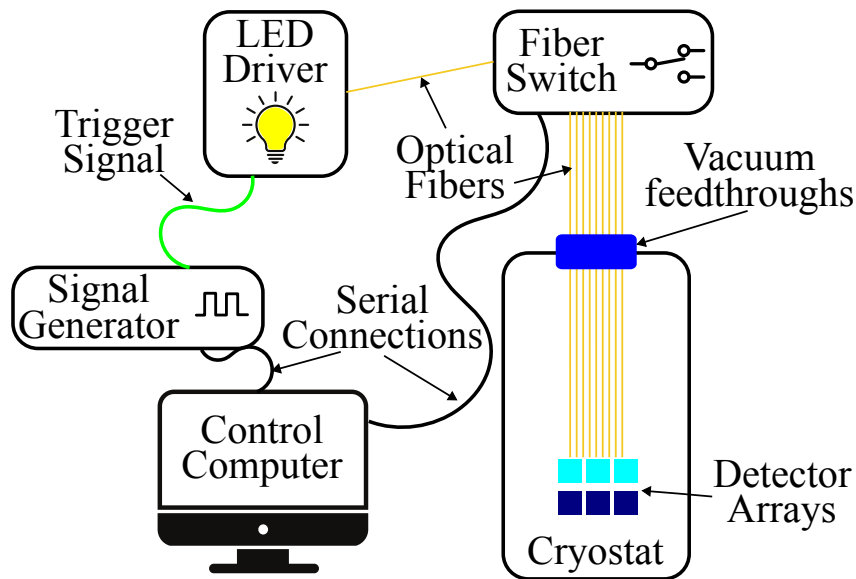 LED
Driver
Fiber
Switch
Trigger
Signal
Optical
Fibers
Vacuum
feedthroughs
Signal
Generator
Serial
Connections
Control
Computer
Detector
Arrays
Cryostat